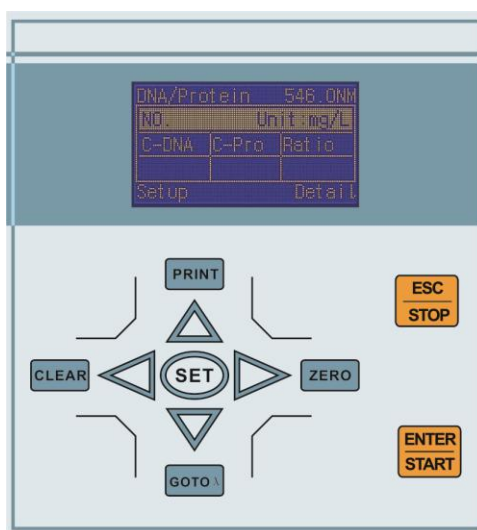 DNA/Protein 546.0NM
NO. Unit:mg/L
C-DNA C-Pro Ratio
Setup Detail
PRINT
ESC
STOP
CLEAR SET ZERO
ENTER
START
GOTO λ